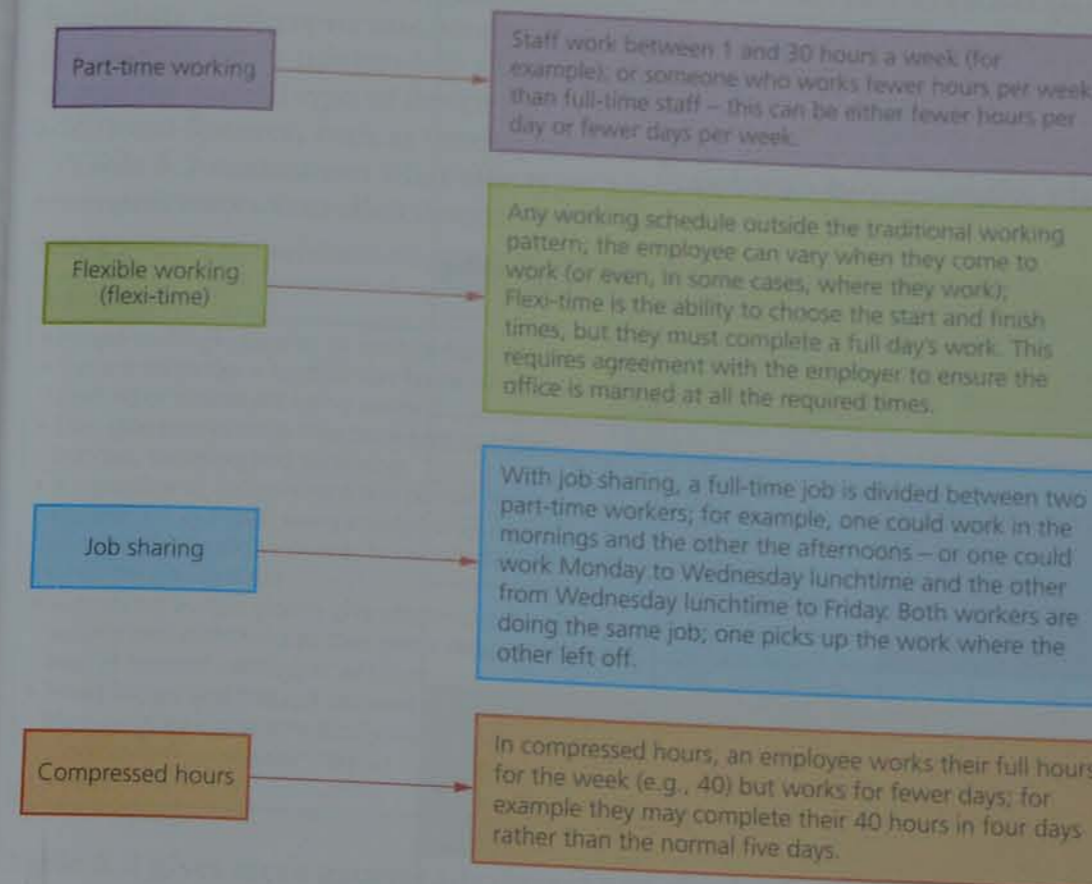 Part-time working
Staff work between 1 and 30 hours a week (for
example); or someone who works fewer hours per week
than full-time staff – this can be either fewer hours per
day or fewer days per week.
Flexible working
(flexi-time)
Any working schedule outside the traditional working
pattern; the employee can vary when they come to
work (or even, in some cases, where they work);
Flexi-time is the ability to choose the start and finish
times, but they must complete a full day's work. This
requires agreement with the employer to ensure the
office is manned at all the required times.
Job sharing
With job sharing, a full-time job is divided between two
part-time workers; for example, one could work in the
mornings and the other the afternoons – or one could
work Monday to Wednesday lunchtime and the other
from Wednesday lunchtime to Friday. Both workers are
doing the same job; one picks up the work where the
other left off.
Compressed hours
In compressed hours, an employee works their full hours
for the week (e.g., 40) but works for fewer days; for
example they may complete their 40 hours in four days
rather than the normal five days.